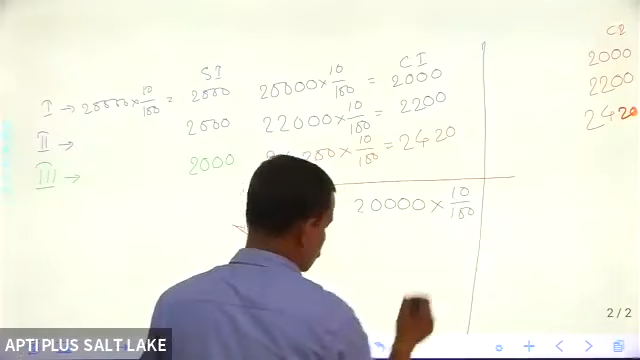 SI CI
I → 20000 × 10/100 = 2000 20000 × 10/100 = 2000
II → 2000 22000 × 10/100 = 2200
III → 2000 200 × 10/100 = 2420
20000 × 10/100
CI
2000
2200
2420
2/2
APTI PLUS SALT LAKE